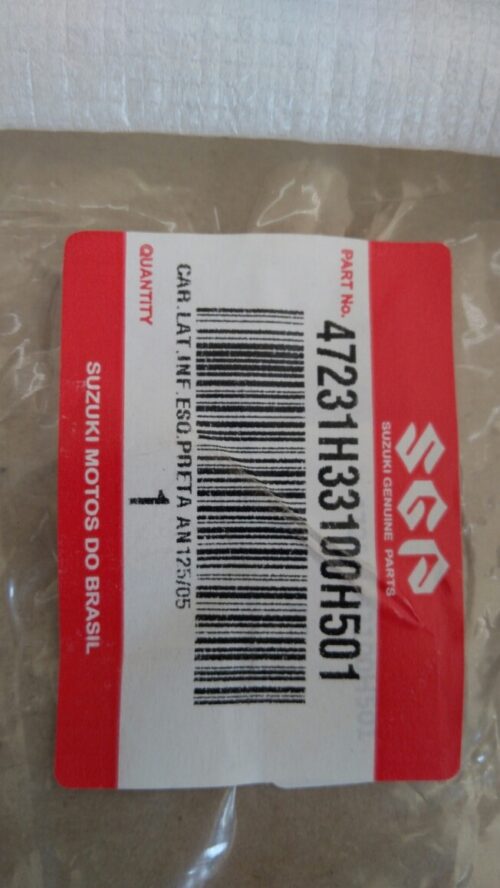 SGP
SUZUKI GENUINE PARTS
PART No.
47231H33100H501
CAR.LAT.INF.ESQ.PRETA AN125/05
QUANTITY
1
SUZUKI MOTOS DO BRASIL